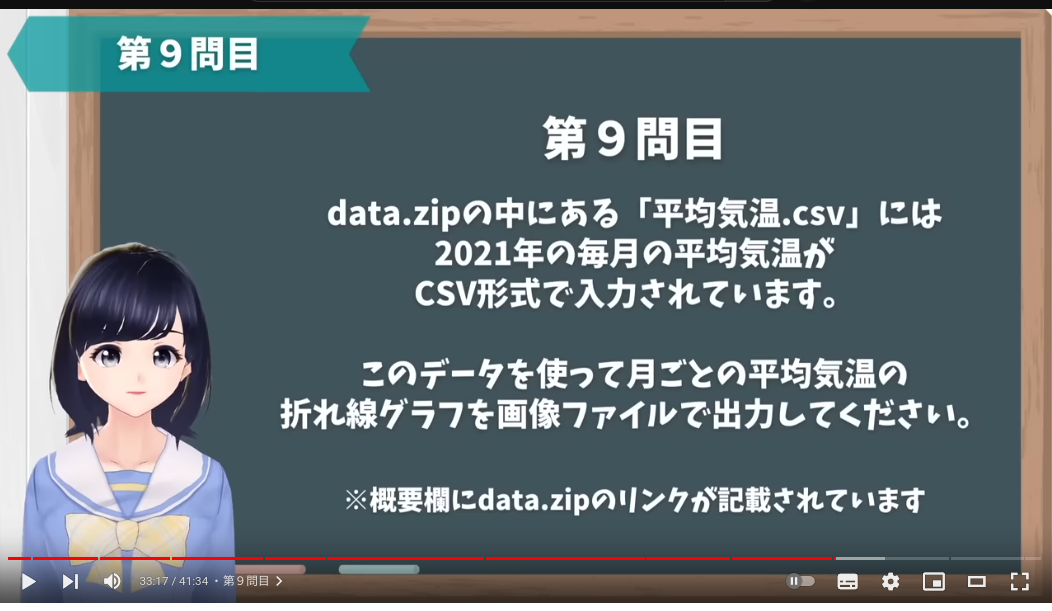 第９問目
第９問目
data.zipの中にある「平均気温.csv」には
2021年の毎月の平均気温が
CSV形式で入力されています。
このデータを使って月ごとの平均気温の
折れ線グラフを画像ファイルで出力してください。
※概要欄にdata.zipのリンクが記載されています
33:17 / 41:34 ・第９問目